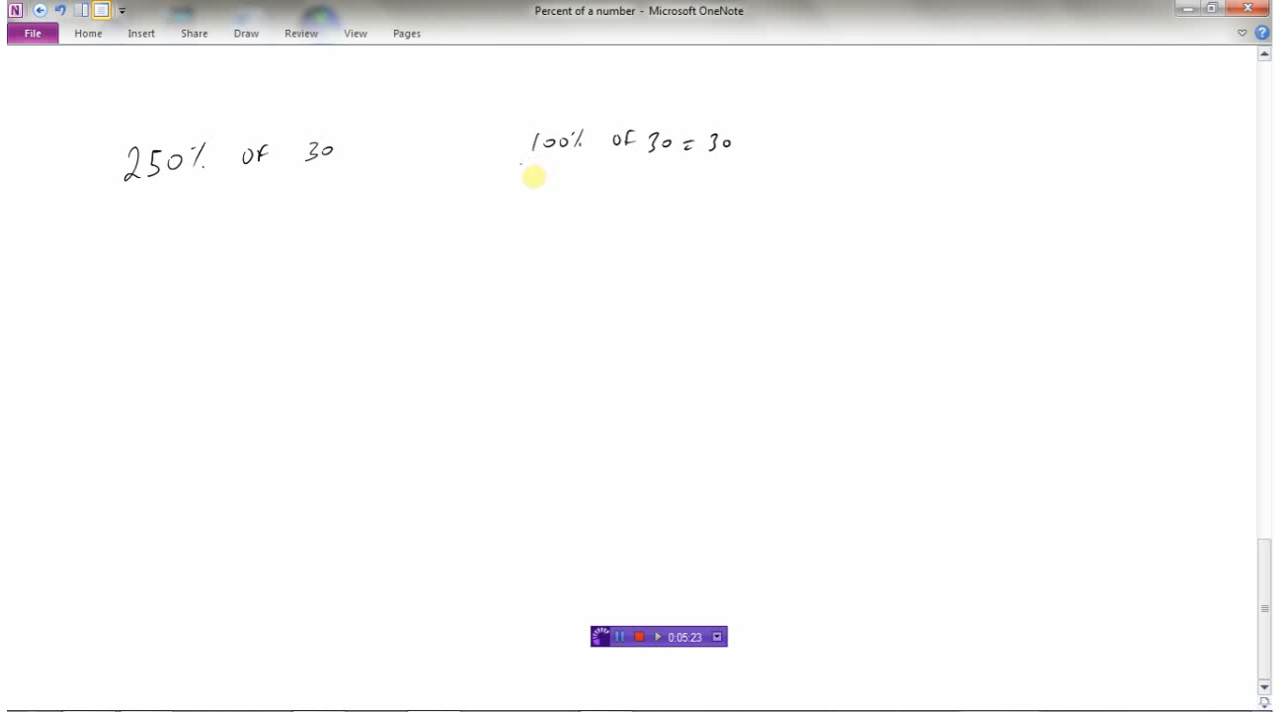 Percent of a number - Microsoft OneNote
File Home Insert Share Draw Review View Pages
250% of 30
100% of 30 = 30
0:05:23